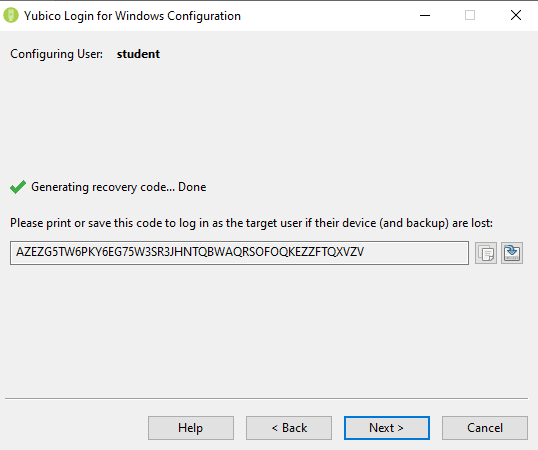 Yubico Login for Windows Configuration
Configuring User: student
Generating recovery code... Done
Please print or save this code to log in as the target user if their device (and backup) are lost:
AZEZG5TW6PKY6EG75W3SR3JHNTQBWAQRSOFOQKEZZFTQXVZV
Help < Back Next > Cancel